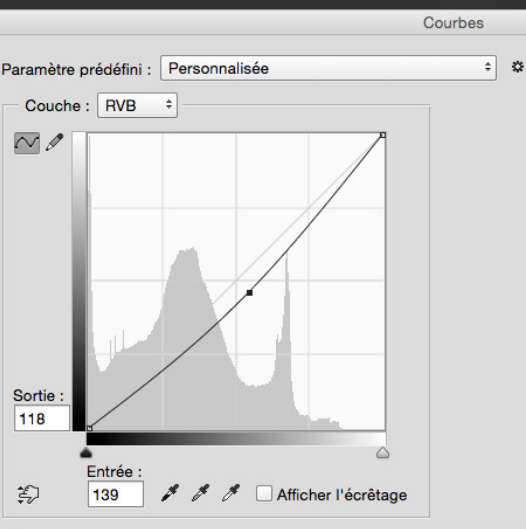 Courbes
Paramètre prédéfini : Personnalisée
Couche : RVB
Sortie :
118
Entrée :
139
Afficher l'écrêtage